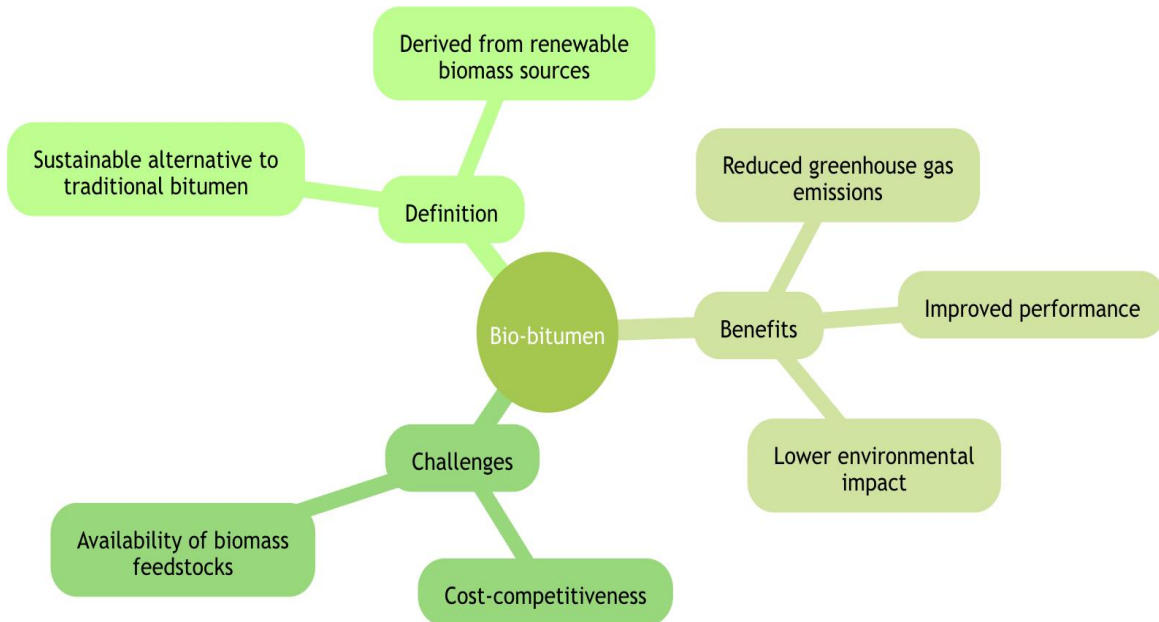 Derived from renewable
biomass sources
Sustainable alternative to
traditional bitumen
Definition
Reduced greenhouse gas
emissions
Bio-bitumen
Benefits
Improved performance
Lower environmental
impact
Challenges
Availability of biomass
feedstocks
Cost-competitiveness